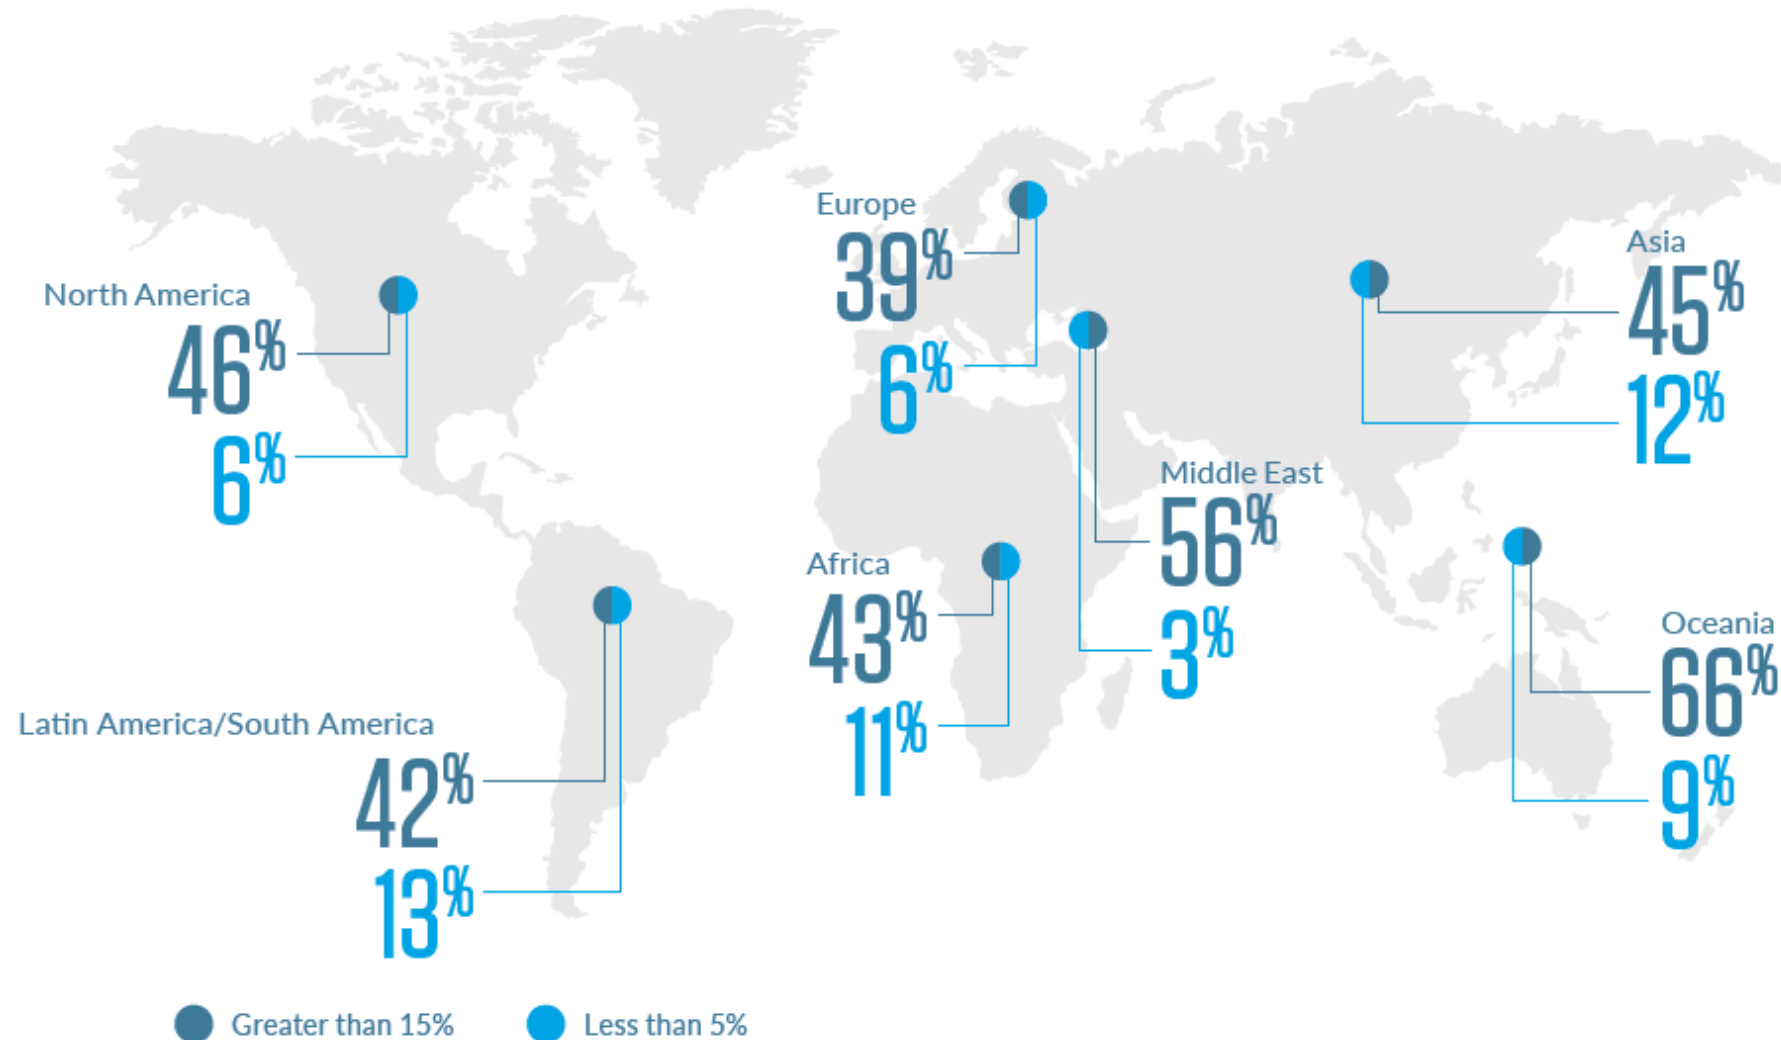 North America
46%
6%
Latin America/South America
42%
13%
Europe
39%
6%
Africa
43%
11%
Middle East
56%
3%
Asia
45%
12%
Oceania
66%
9%
Greater than 15%
Less than 5%